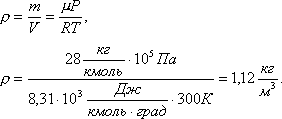 ρ = m/V = μP/RT,
ρ = (28 кг/кмоль · 10⁵ Па)/(8,31 · 10³ Дж/(кмоль · град) · 300К) = 1,12 кг/м³.